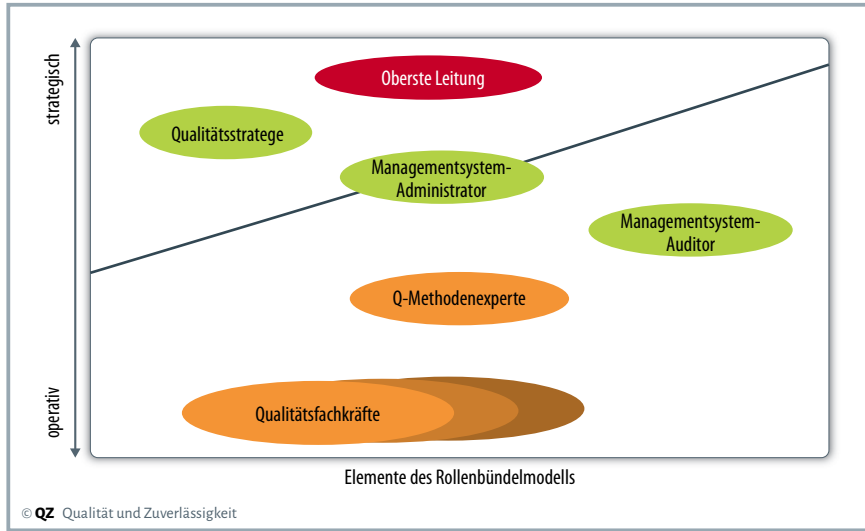 strategisch
Oberste Leitung
Qualitätsstratege
Managementsystem-
Administrator
Managementsystem-
Auditor
Q-Methodenexperte
operativ
Qualitätsfachkräfte
Elemente des Rollenbündelmodells
© QZ Qualität und Zuverlässigkeit